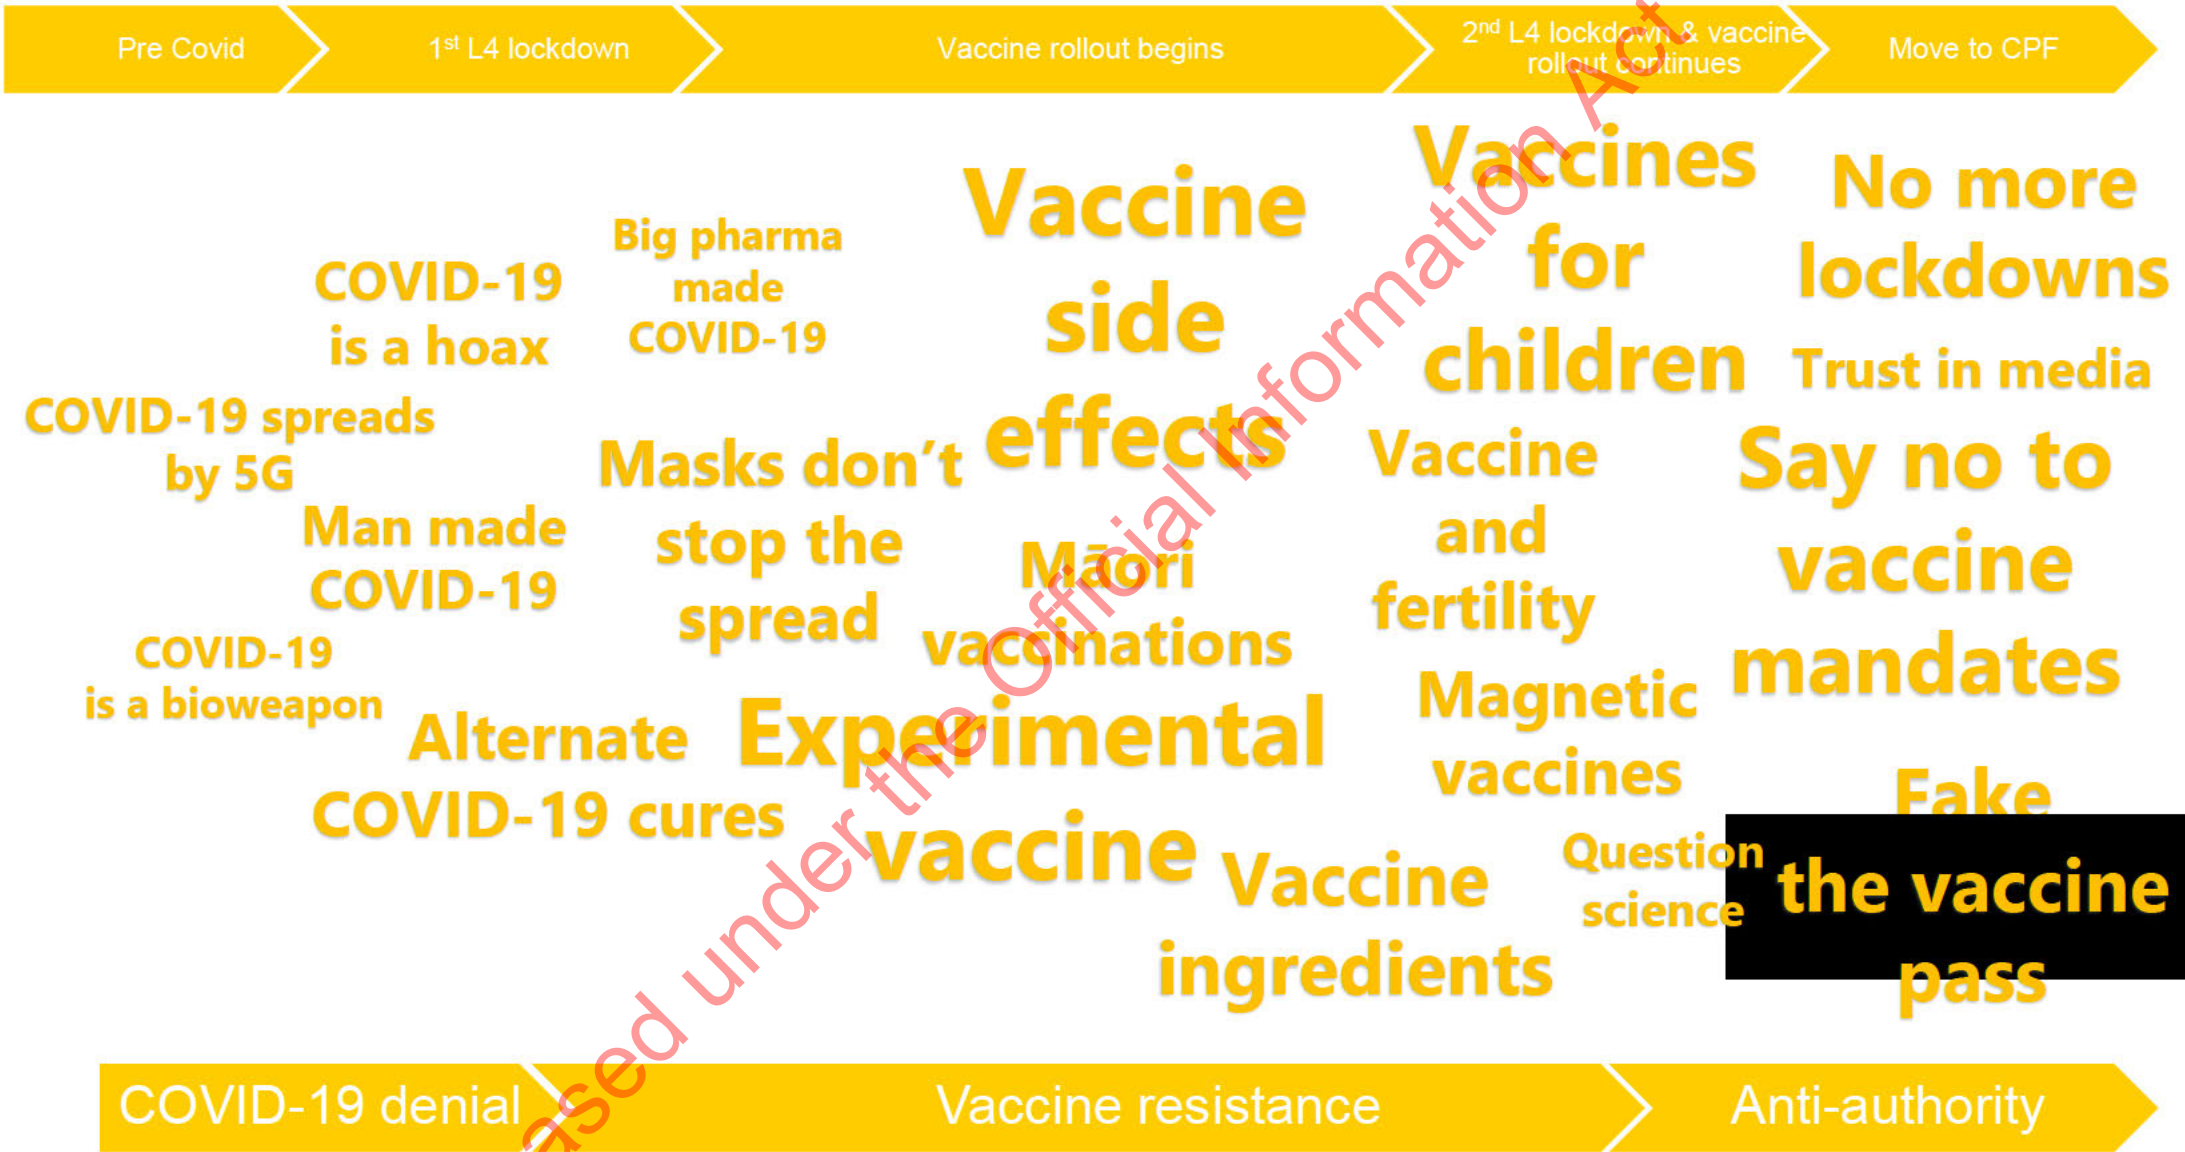 Pre Covid
1st L4 lockdown
Vaccine rollout begins
2nd L4 lockdown & vaccine
rollout continues
Move to CPF
COVID-19 spreads
by 5G
COVID-19
is a bioweapon
COVID-19
is a hoax
Man made
COVID-19
Alternate
COVID-19 cures
Big pharma
made
COVID-19
Masks don’t
stop the
spread
Vaccine
side
effects
Māori
vaccinations
Experimental
vaccine
Vaccine
ingredients
Vaccines
for
children
Vaccine
and
fertility
Magnetic
vaccines
Question
science
No more
lockdowns
Trust in media
Say no to
vaccine
mandates
Fake
the vaccine
pass
COVID-19 denial
Vaccine resistance
Anti-authority
ased under the Official Information Act